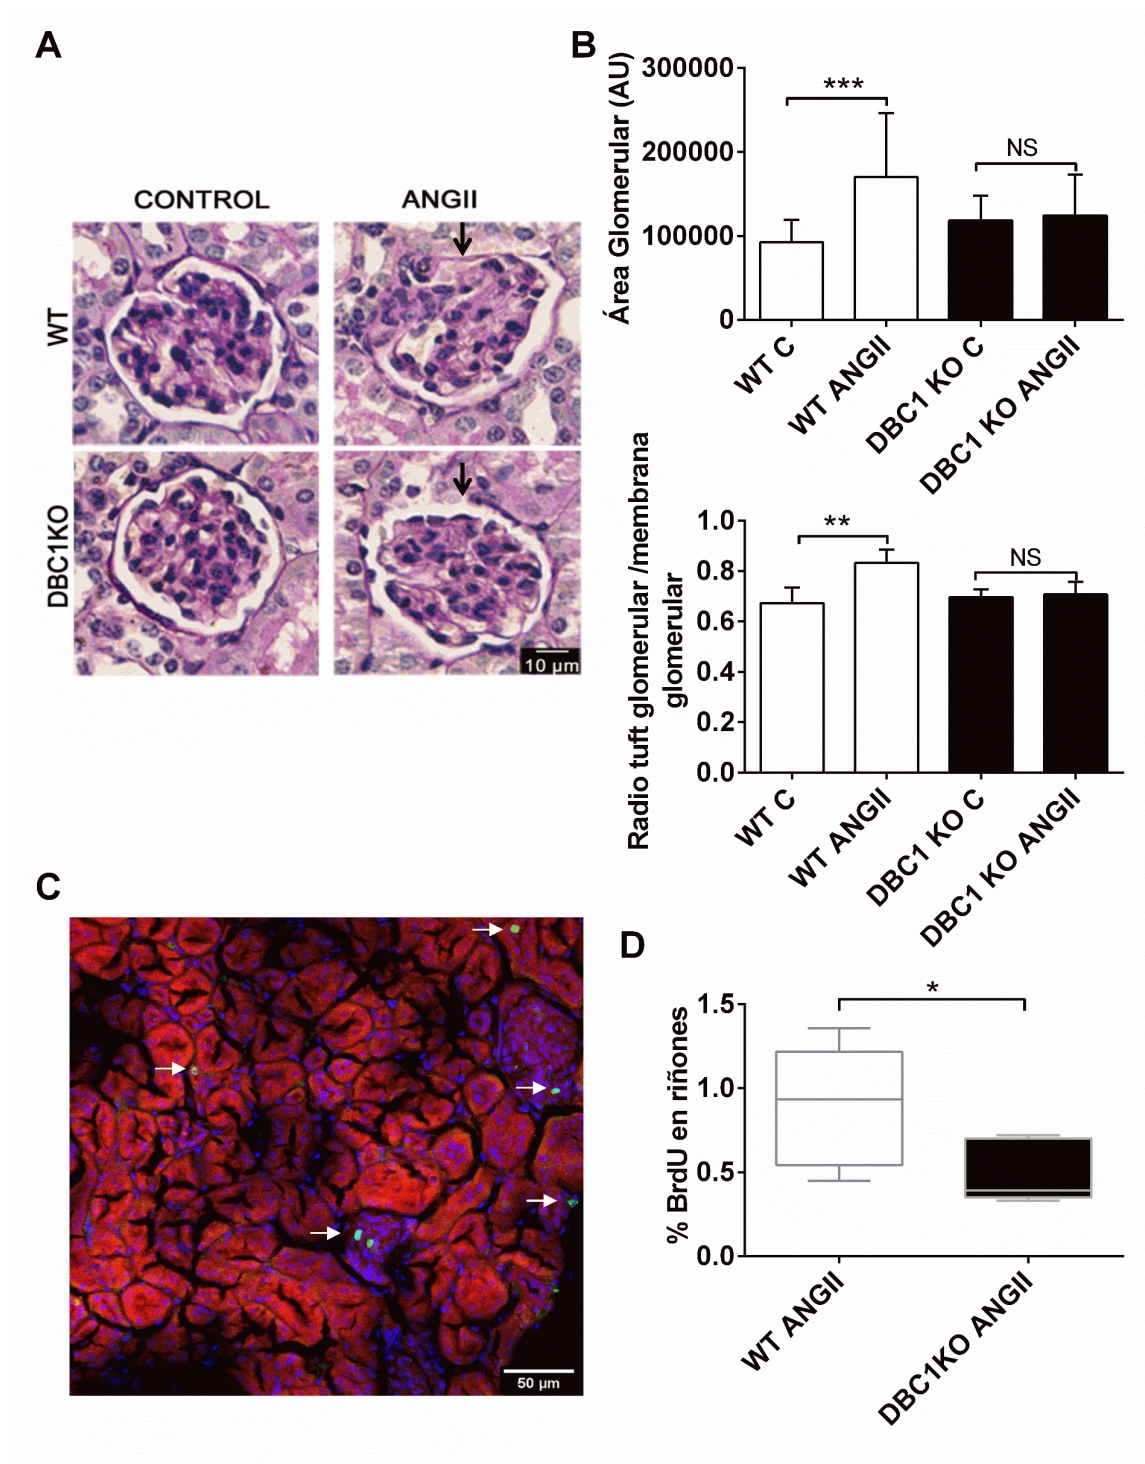 A
CONTROL
ANGII
WT
DBC1KO
10 µm
B
Área Glomerular (AU)
300000
200000
100000
0
***
NS
WT C
WT ANGII
DBC1 KO C
DBC1 KO ANGII
Radio tuft glomerular /membrana
glomerular
1.0
0.8
0.6
0.4
0.2
0.0
**
NS
WT C
WT ANGII
DBC1 KO C
DBC1 KO ANGII
C
50 µm
D
% BrdU en riñones
1.5
1.0
0.5
0.0
*
WT ANGII
DBC1KO ANGII